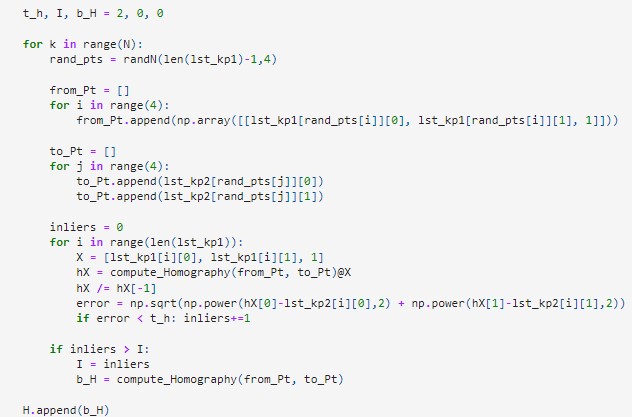 t_h, I, b_H = 2, 0, 0
for k in range(N):
rand_pts = randN(len(lst_kp1)-1,4)
from_Pt = []
for i in range(4):
from_Pt.append(np.array([[lst_kp1[rand_pts[i]][0], lst_kp1[rand_pts[i]][1], 1]]))
to_Pt = []
for j in range(4):
to_Pt.append(lst_kp2[rand_pts[j]][0])
to_Pt.append(lst_kp2[rand_pts[j]][1])
inliers = 0
for i in range(len(lst_kp1)):
X = [lst_kp1[i][0], lst_kp1[i][1], 1]
hX = compute_Homography(from_Pt, to_Pt)@X
hX /= hX[-1]
error = np.sqrt(np.power(hX[0]-lst_kp2[i][0],2) + np.power(hX[1]-lst_kp2[i][1],2))
if error < t_h: inliers+=1
if inliers > I:
I = inliers
b_H = compute_Homography(from_Pt, to_Pt)
H.append(b_H)